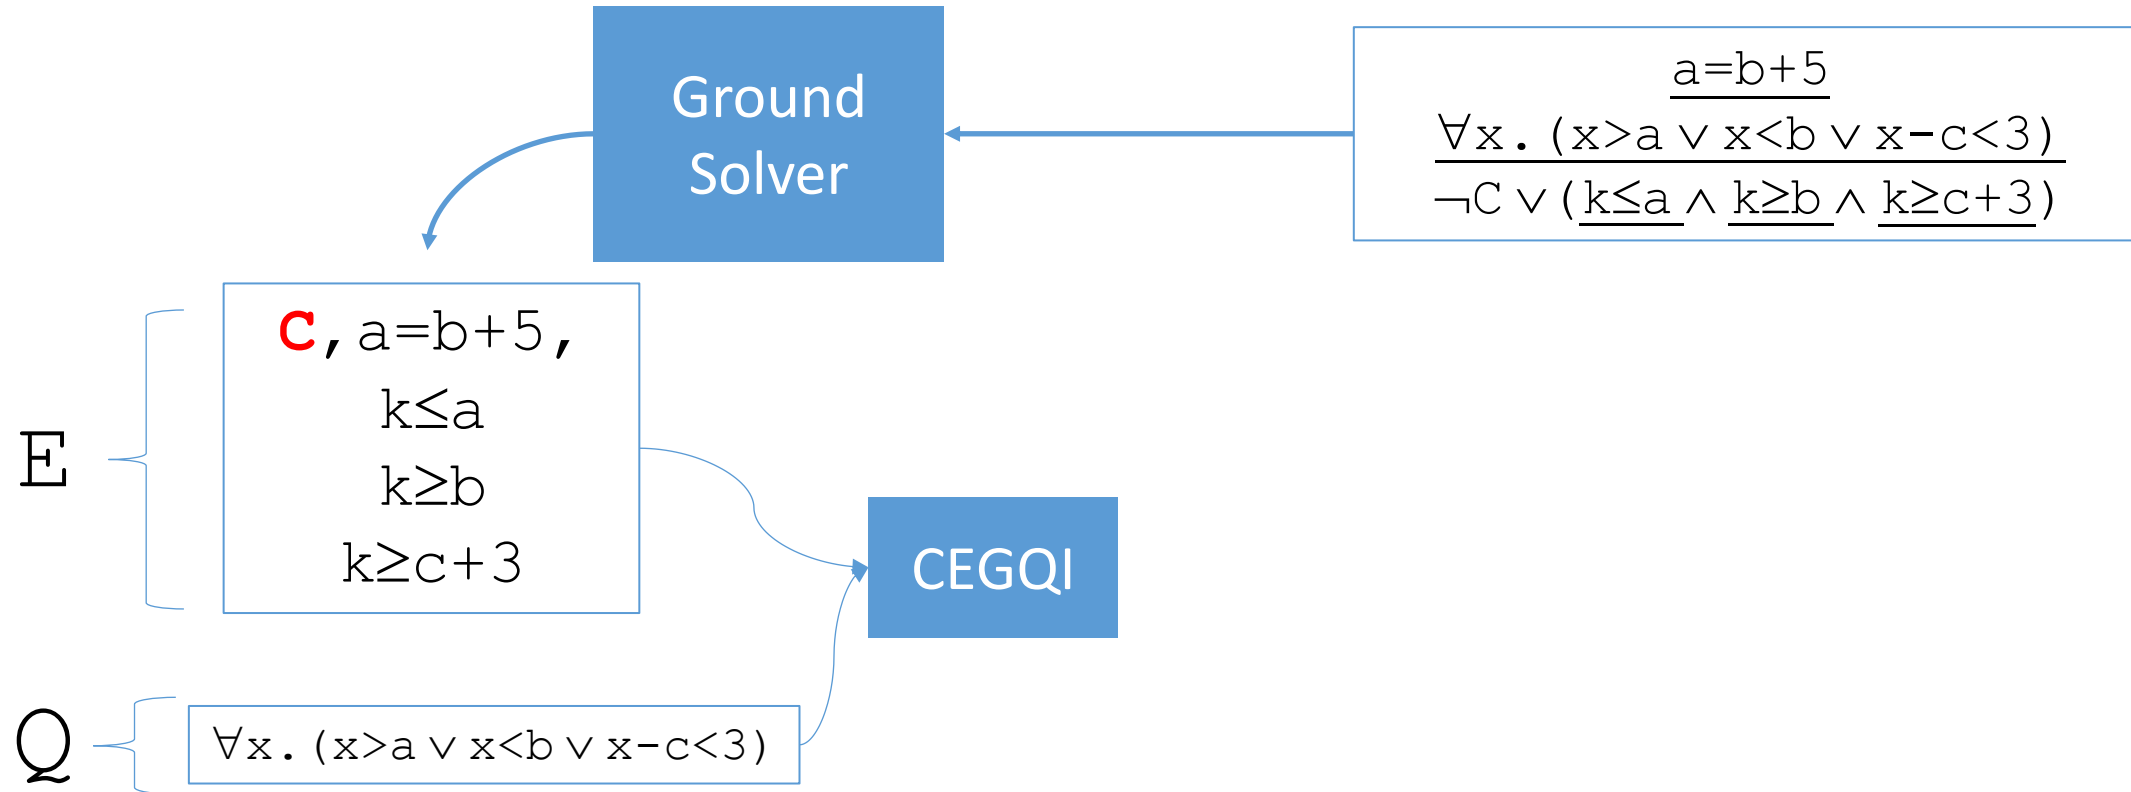 Ground
Solver
a=b+5
∀x.(x>a ∨ x<b ∨ x-c<3)
¬C ∨ (k≤a ∧ k≥b ∧ k≥c+3)
C,a=b+5,
k≤a
k≥b
k≥c+3
E
CEGQI
Q
∀x.(x>a ∨ x<b ∨ x-c<3)